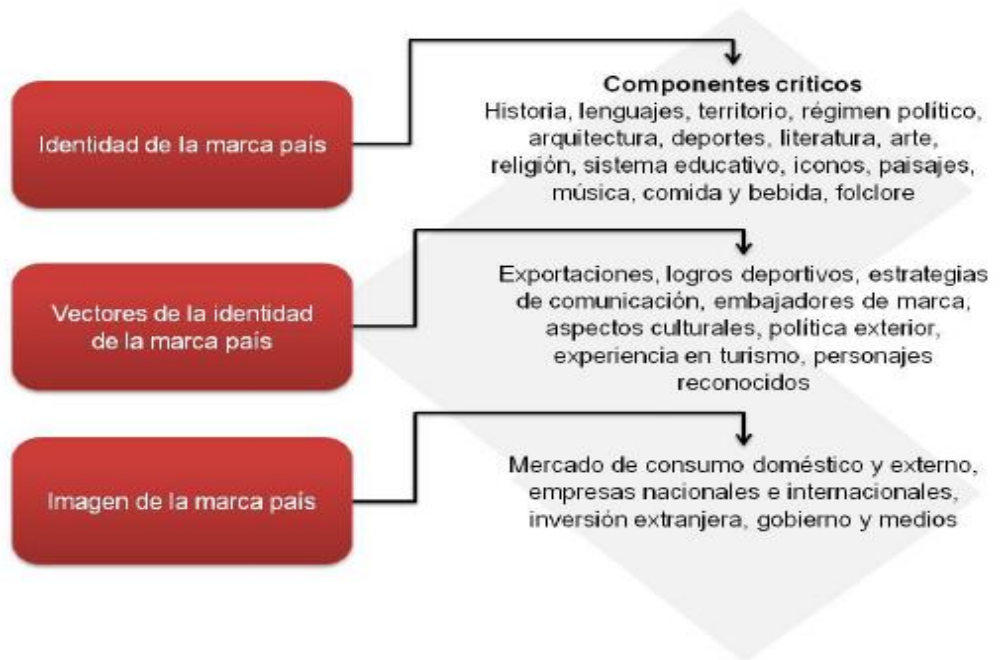 Identidad de la marca país
Componentes críticos
Historia, lenguajes, territorio, régimen político,
arquitectura, deportes, literatura, arte,
religión, sistema educativo, iconos, paisajes,
música, comida y bebida, folclore
Vectores de la identidad
de la marca país
Exportaciones, logros deportivos, estrategias
de comunicación, embajadores de marca,
aspectos culturales, política exterior,
experiencia en turismo, personajes
reconocidos
Imagen de la marca país
Mercado de consumo doméstico y externo,
empresas nacionales e internacionales,
inversión extranjera, gobierno y medios